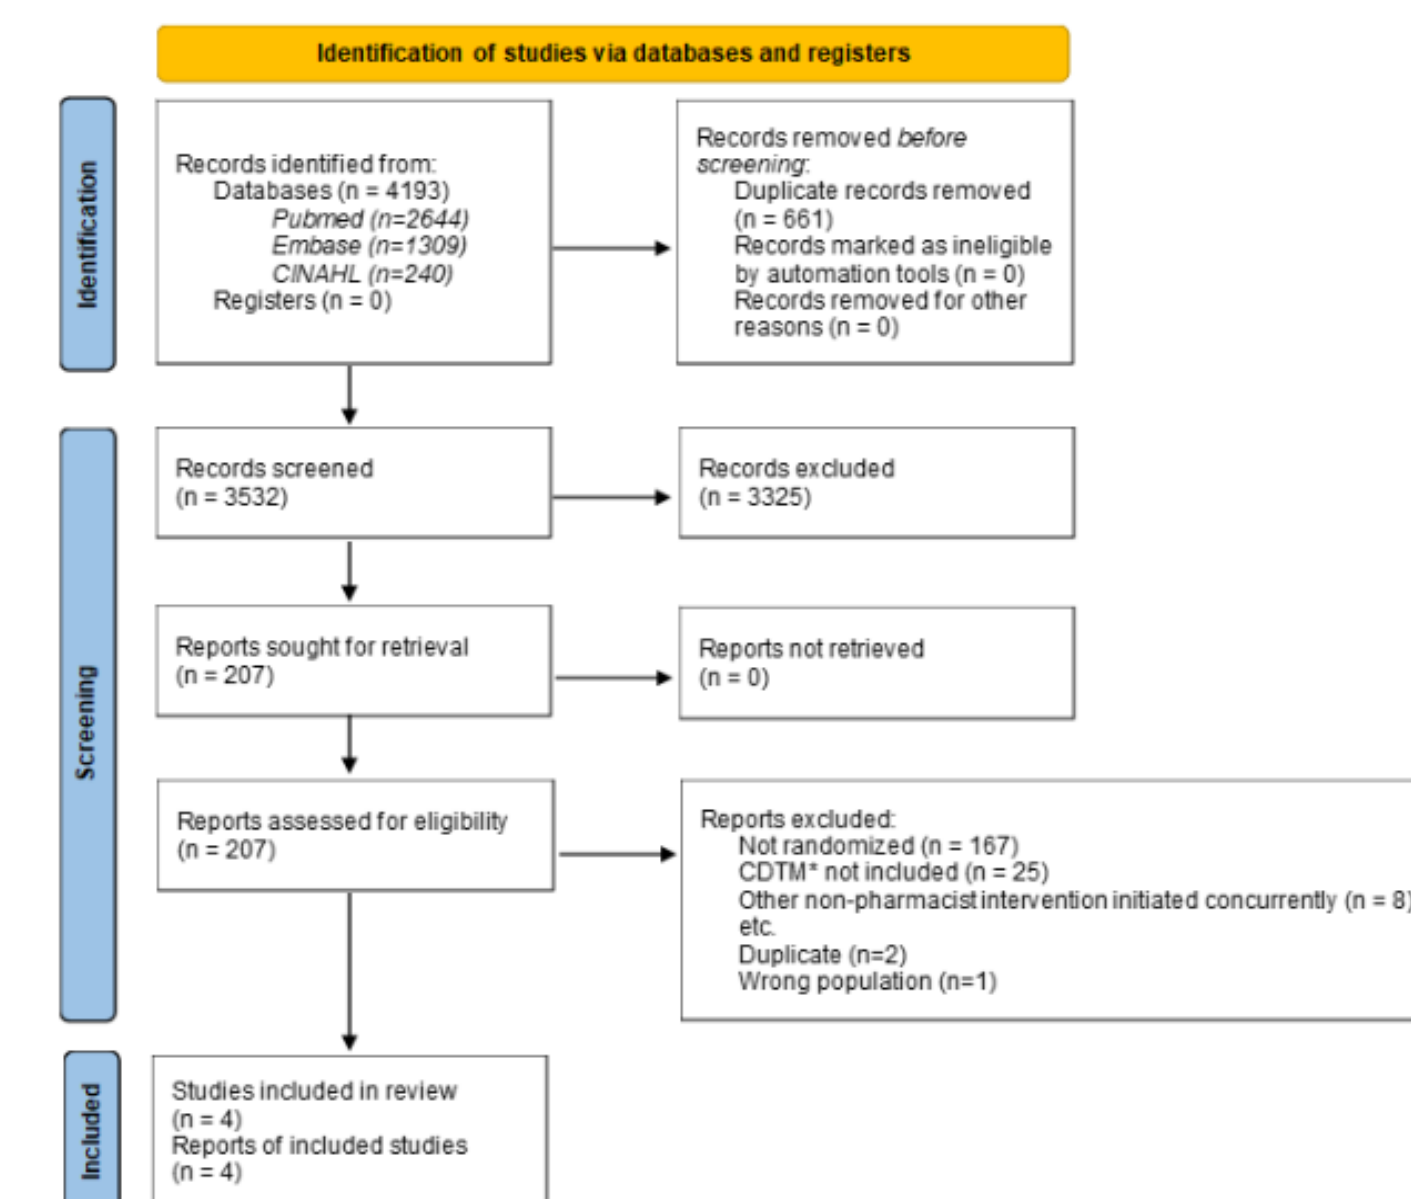 Identification of studies via databases and registers
Identification
Records identified from:
Databases (n = 4193)
Pubmed (n=2644)
Embase (n=1309)
CINAHL (n=240)
Registers (n = 0)
Records removed before
screening:
Duplicate records removed
(n = 661)
Records marked as ineligible
by automation tools (n = 0)
Records removed for other
reasons (n = 0)
Screening
Records screened
(n = 3532)
Records excluded
(n = 3325)
Reports sought for retrieval
(n = 207)
Reports not retrieved
(n = 0)
Reports assessed for eligibility
(n = 207)
Reports excluded:
Not randomized (n = 167)
CDTM* not included (n = 25)
Other non-pharmacist intervention initiated concurrently (n = 8)
etc.
Duplicate (n=2)
Wrong population (n=1)
Included
Studies included in review
(n = 4)
Reports of included studies
(n = 4)